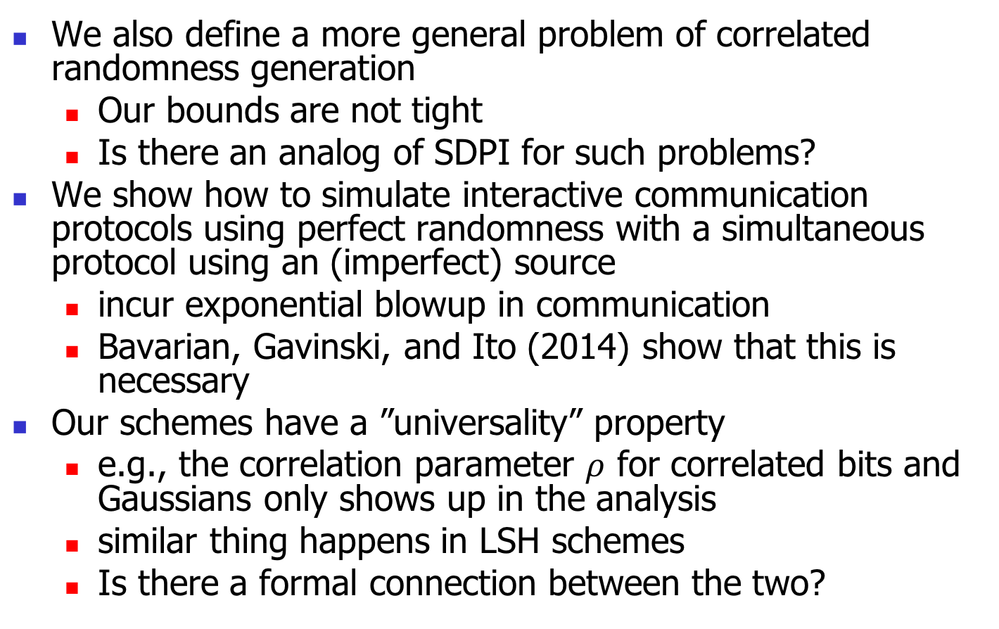 We also define a more general problem of correlated
randomness generation
Our bounds are not tight
Is there an analog of SDPI for such problems?
We show how to simulate interactive communication
protocols using perfect randomness with a simultaneous
protocol using an (imperfect) source
incur exponential blowup in communication
Bavarian, Gavinski, and Ito (2014) show that this is
necessary
Our schemes have a ”universality” property
e.g., the correlation parameter ρ for correlated bits and
Gaussians only shows up in the analysis
similar thing happens in LSH schemes
Is there a formal connection between the two?